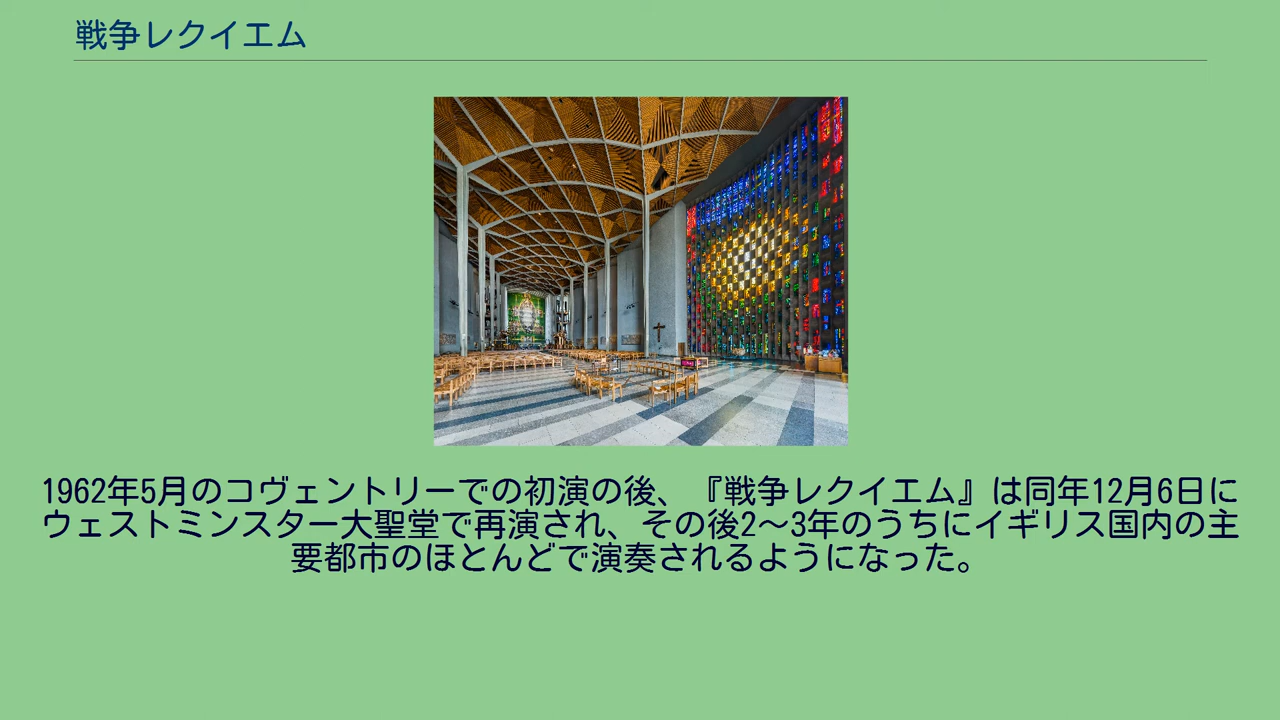 戦争レクイエム
1962年5月のコヴェントリーでの初演の後、『戦争レクイエム』は同年12月6日に
ウェストミンスター大聖堂で再演され、その後2〜3年のうちにイギリス国内の主
要都市のほとんどで演奏されるようになった。